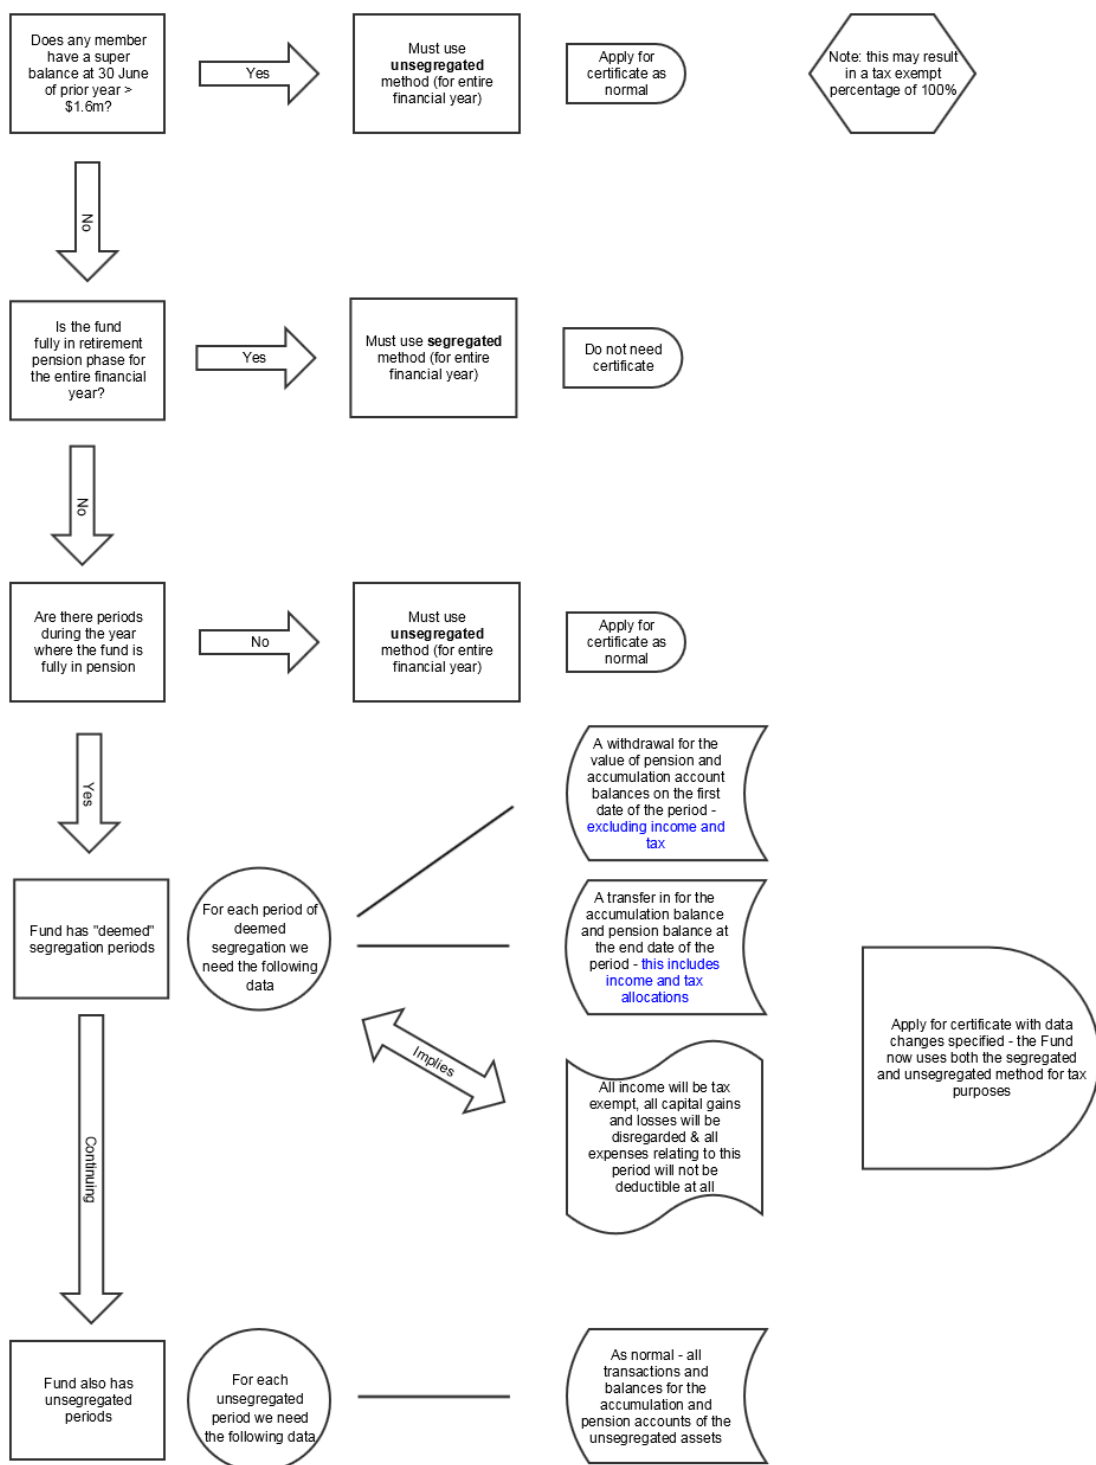 Does any member
have a super
balance at 30 June
of prior year >
$1.6m?
Yes
Must use
unsegregated
method (for entire
financial year)
Apply for
certificate as
normal
Note: this may result
in a tax exempt
percentage of 100%
No
Is the fund
fully in retirement
pension phase for
the entire financial
year?
Yes
Must use segregated
method (for entire
financial year)
Do not need
certificate
No
Are there periods
during the year
where the fund is
fully in pension
No
Must use
unsegregated
method (for entire
financial year)
Apply for
certificate as
normal
Yes
Fund has "deemed"
segregation periods
For each period of
deemed
segregation we
need the following
data
A withdrawal for the
value of pension and
accumulation account
balances on the first
date of the period -
excluding income and
tax
A transfer in for the
accumulation balance
and pension balance at
the end date of the
period - this includes
income and tax
allocations
Implies
All income will be tax
exempt, all capital gains
and losses will be
disregarded & all
expenses relating to this
period will not be
deductible at all
Apply for certificate with data
changes specified - the Fund
now uses both the segregated
and unsegregated method for tax
purposes
Continuing
Fund also has
unsegregated
periods
For each
unsegregated
period we need
the following data
As normal - all
transactions and
balances for the
accumulation and
pension accounts of the
unsegregated assets